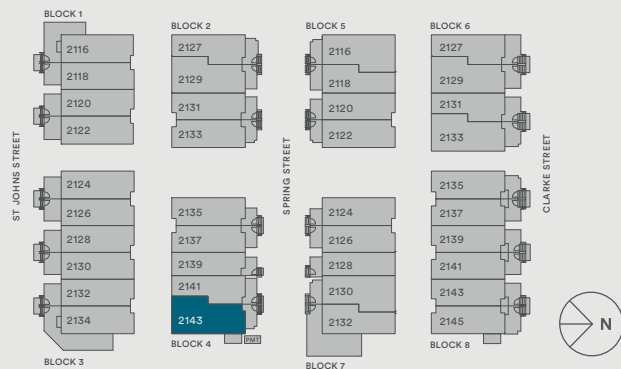 BLOCK 1
2116
2118
2120
2122
BLOCK 2
2127
2129
2131
2133
BLOCK 5
2116
2118
2120
2122
BLOCK 6
2127
2129
2131
2133
ST JOHNS STREET
SPRING STREET
CLARKE STREET
2124
2126
2128
2130
2132
2134
BLOCK 3
2135
2137
2139
2141
2143
BLOCK 4
PMT
2124
2126
2128
2130
2132
BLOCK 7
2135
2137
2139
2141
2143
2145
BLOCK 8
N